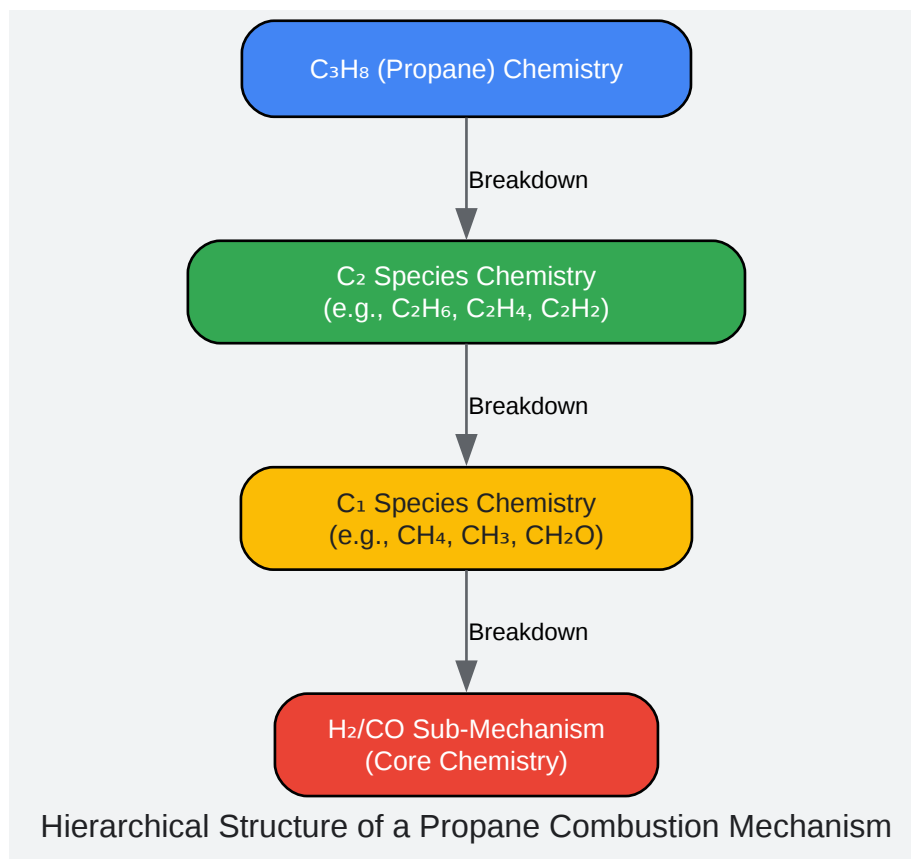 C₃H₈ (Propane) Chemistry
Breakdown
C₂ Species Chemistry
(e.g., C₂H₆, C₂H₄, C₂H₂)
Breakdown
C₁ Species Chemistry
(e.g., CH₄, CH₃, CH₂O)
Breakdown
H₂/CO Sub-Mechanism
(Core Chemistry)
Hierarchical Structure of a Propane Combustion Mechanism